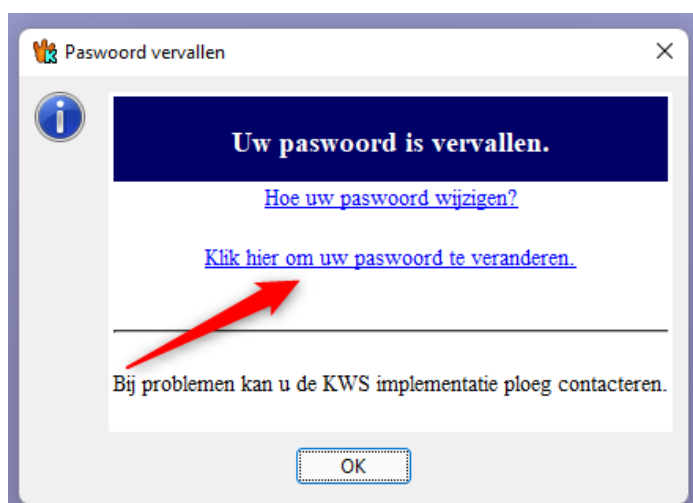 Paswoord vervallen
Uw paswoord is vervallen.
Hoe uw paswoord wijzigen?
Klik hier om uw paswoord te veranderen.
Bij problemen kan u de KWS implementatie ploeg contacteren.
OK